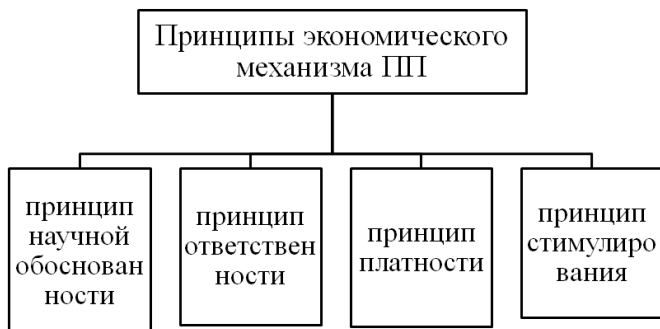 Принципы экономического
механизма ПП
принцип
научной
обоснован
ности
принцип
ответствен
ности
принцип
платности
принцип
стимулиро
вания